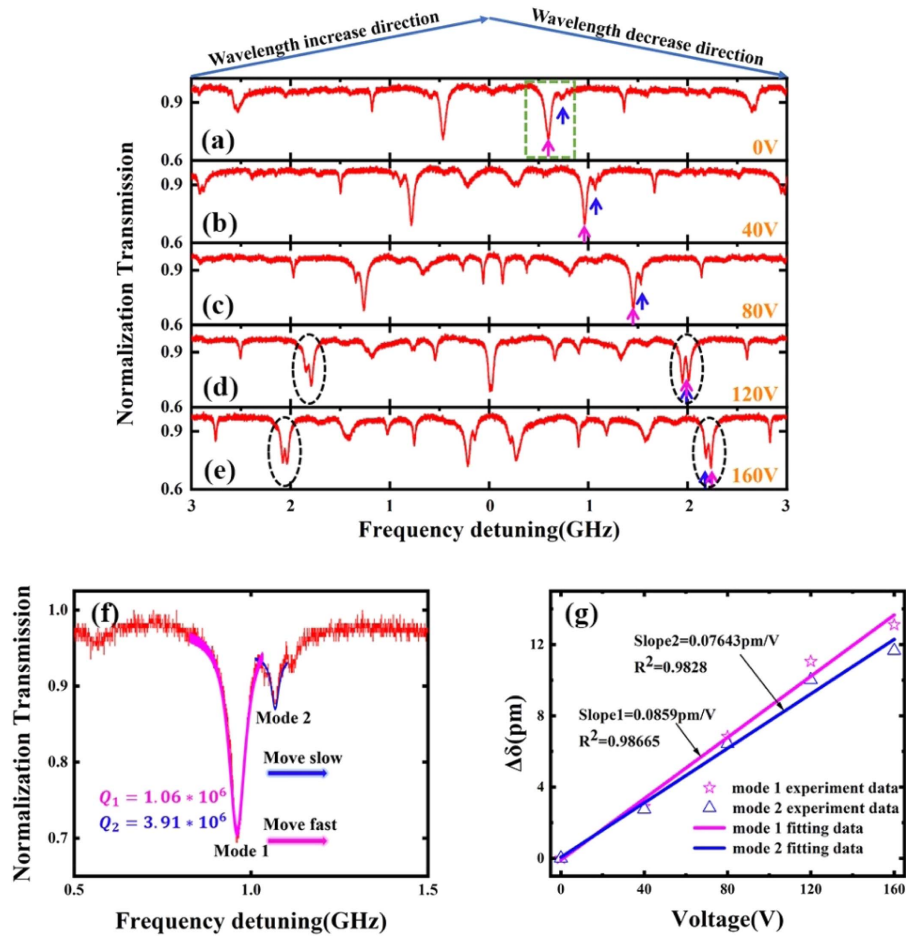 Wavelength increase direction
Wavelength decrease direction
Normalization Transmission
0.9
(a)
0V
0.6
0.9
(b)
40V
0.6
0.9
(c)
80V
0.6
0.9
(d)
120V
0.6
0.9
(e)
160V
0.6
3 2 1 0 1 2 3
Frequency detuning(GHz)
Normalization Transmission
(f)
1.0
0.9
0.8
0.7
Mode 2
Move slow
Q₁ = 1.06 * 10⁶
Q₂ = 3.91 * 10⁶
Move fast
Mode 1
0.5 1.0 1.5
Frequency detuning(GHz)
(g)
Δδ(pm)
12
8
4
0
Slope2=0.07643pm/V
R²=0.9828
Slope1=0.0859pm/V
R²=0.98665
mode 1 experiment data
mode 2 experiment data
mode 1 fitting data
mode 2 fitting data
0 40 80 120 160
Voltage(V)